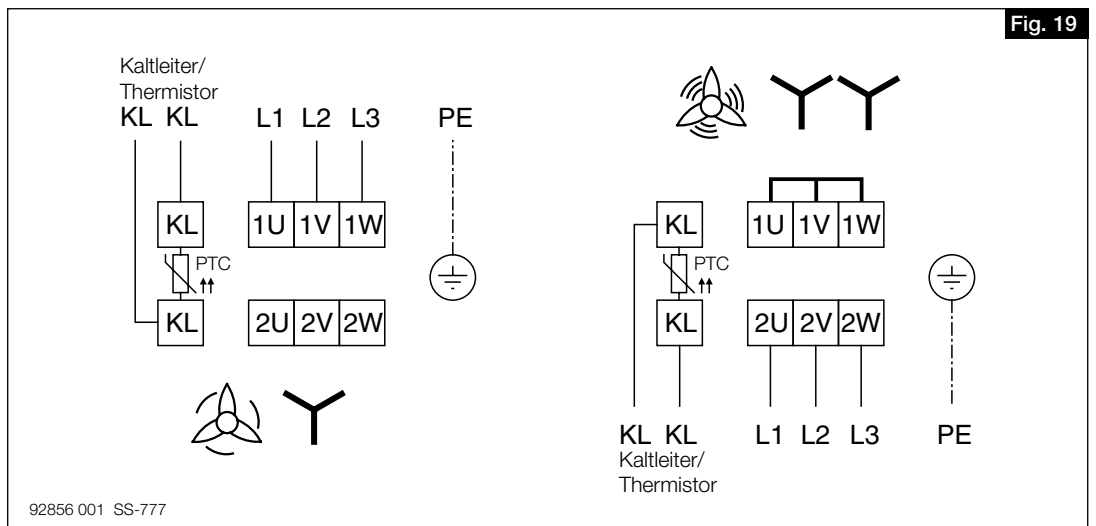 Fig. 19
Kaltleiter/
Thermistor
KL KL L1 L2 L3 PE
KL 1U 1V 1W
PTC
KL 2U 2V 2W
KL 1U 1V 1W
PTC
KL 2U 2V 2W
KL KL L1 L2 L3 PE
Kaltleiter/
Thermistor
92856 001 SS-777